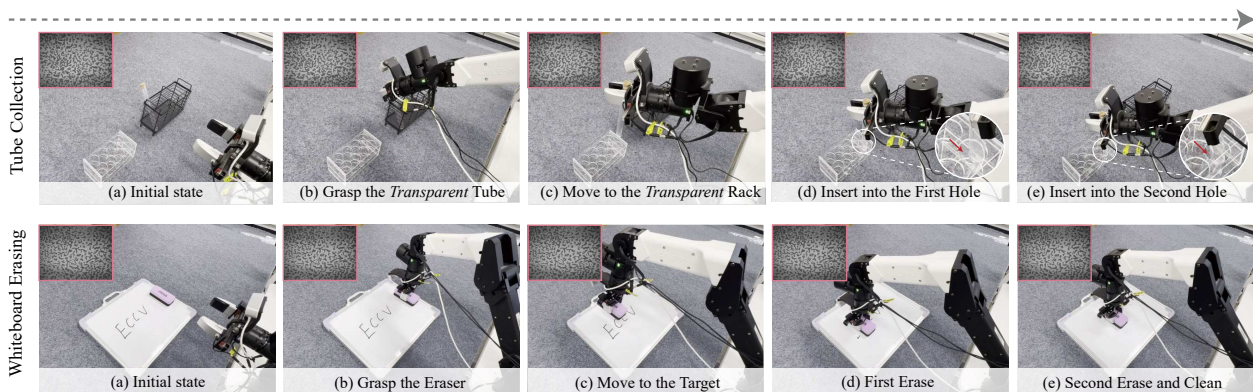 Tube Collection
(a) Initial state
(b) Grasp the Transparent Tube
(c) Move to the Transparent Rack
(d) Insert into the First Hole
(e) Insert into the Second Hole
Whiteboard Erasing
ECCV
ECCV
ECCV
(a) Initial state
(b) Grasp the Eraser
(c) Move to the Target
(d) First Erase
(e) Second Erase and Clean